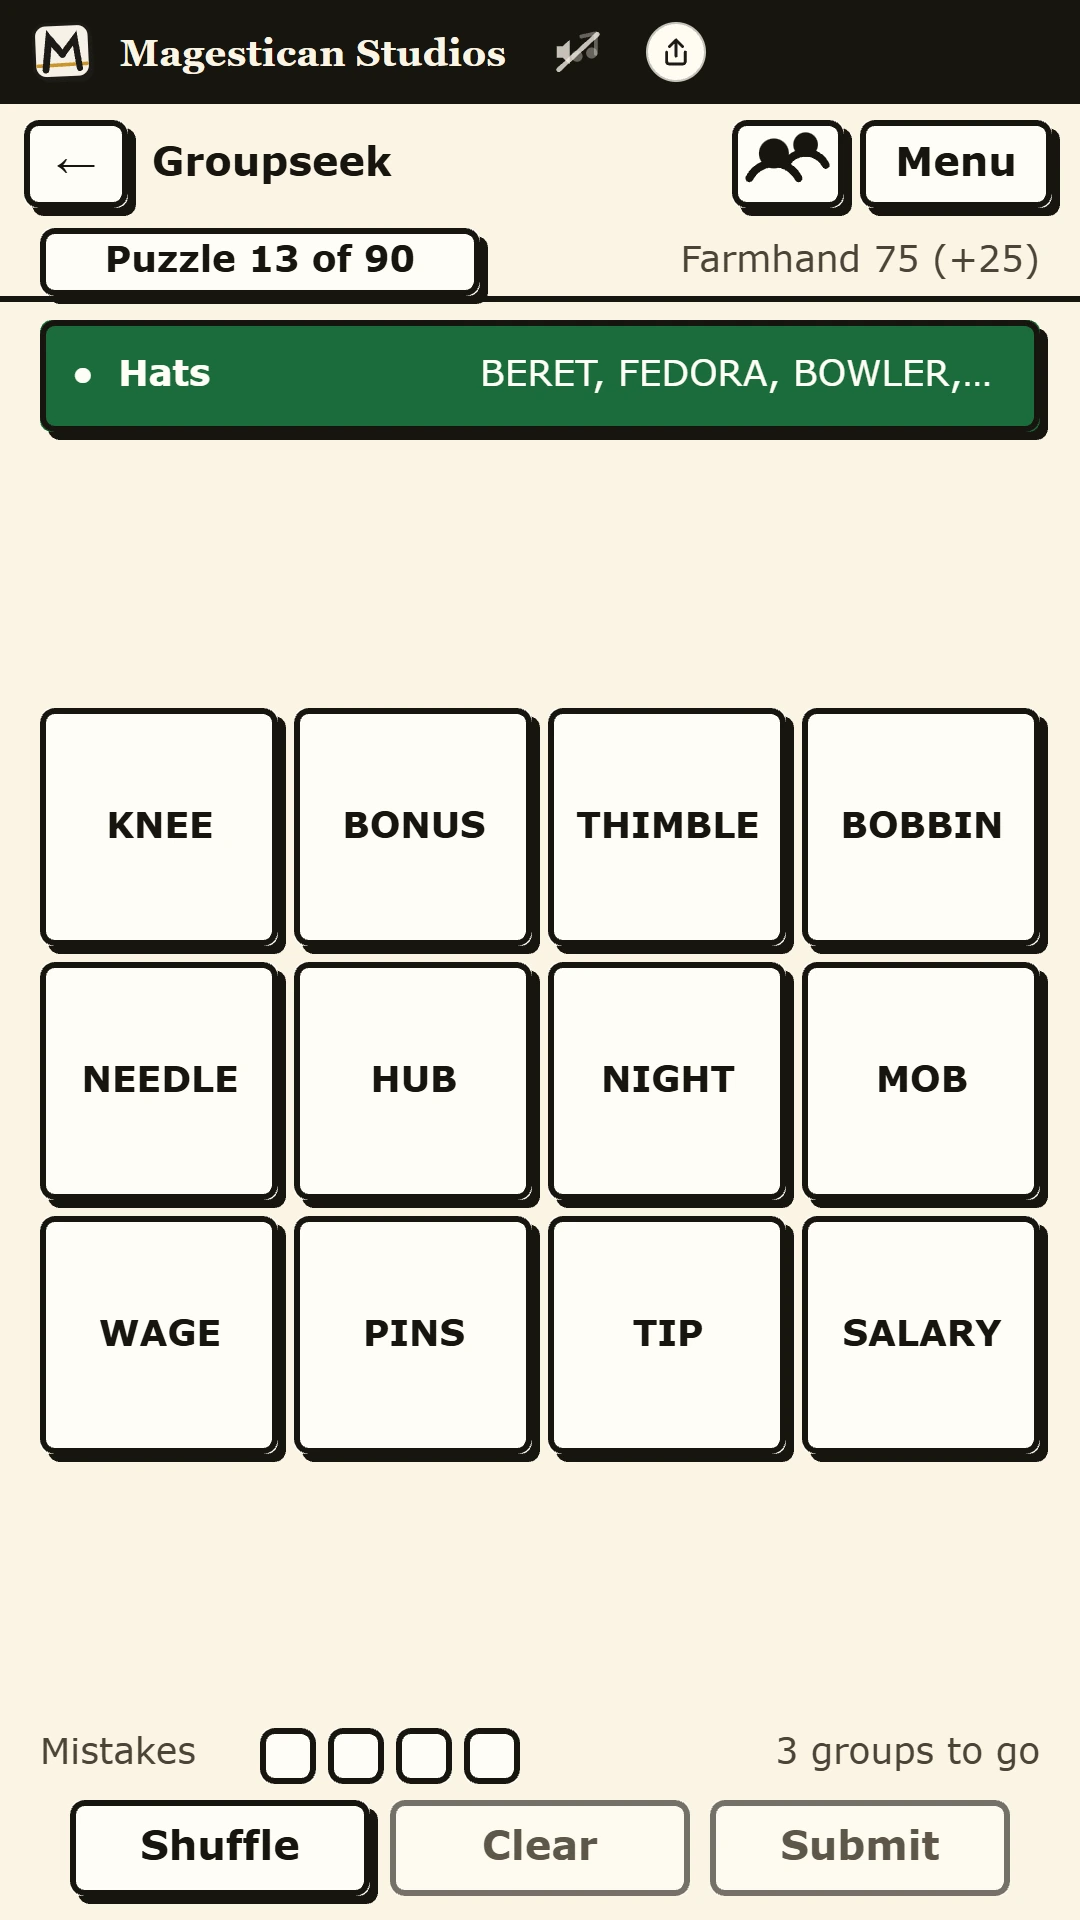 Magestican Studios
← Groupseek
Menu
Puzzle 13 of 90
Farmhand 75 (+25)
• Hats BERET, FEDORA, BOWLER,...
KNEE BONUS THIMBLE BOBBIN
NEEDLE HUB NIGHT MOB
WAGE PINS TIP SALARY
Mistakes
3 groups to go
Shuffle Clear Submit